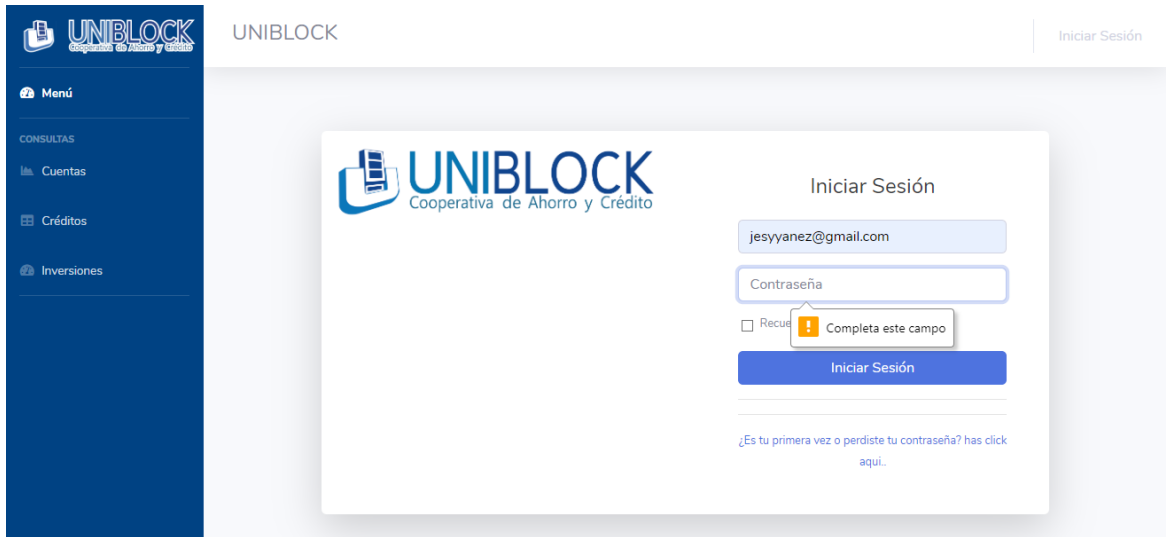 UNIBLOCK
Cooperativa de Ahorro y Crédito
UNIBLOCK
Iniciar Sesión
Menú
CONSULTAS
Cuentas
Créditos
Inversiones
UNIBLOCK
Cooperativa de Ahorro y Crédito
Iniciar Sesión
jesyyanez@gmail.com
Contraseña
Recue
Completa este campo
Iniciar Sesión
¿Es tu primera vez o perdiste tu contraseña? has click
aqui..